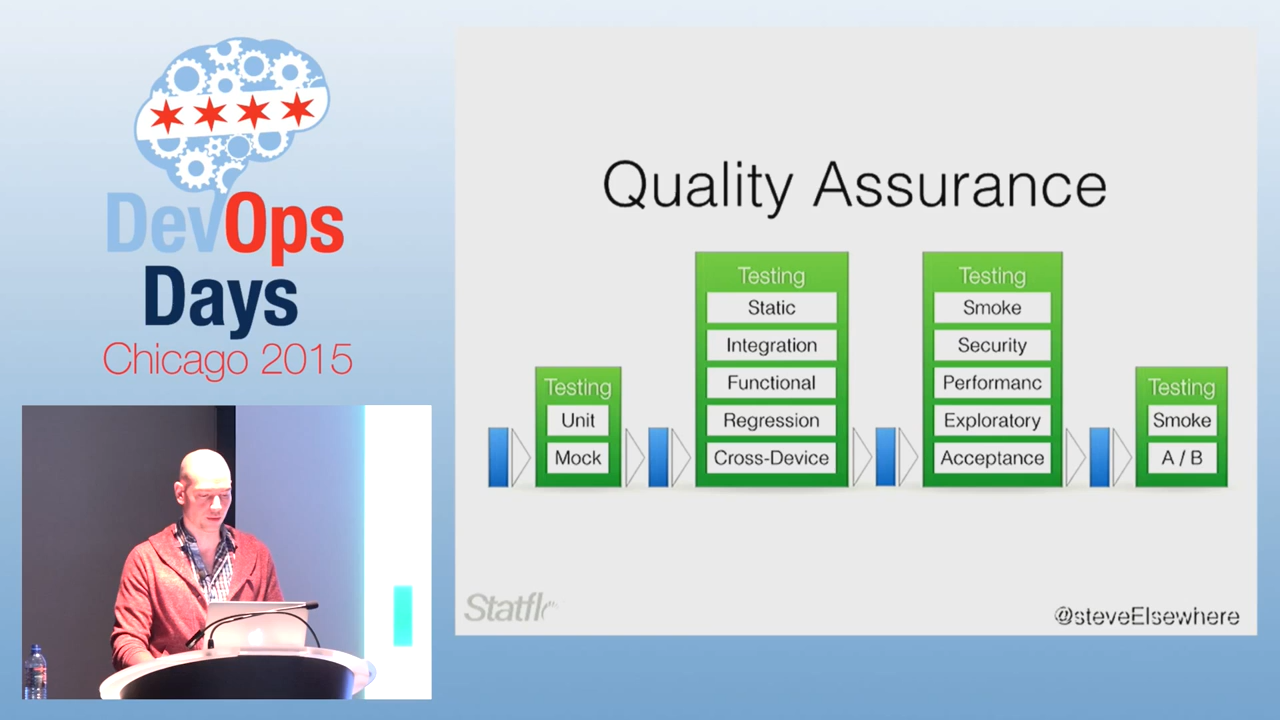 DevOps
Days
Chicago 2015
Quality Assurance
Testing
Unit
Mock
Testing
Static
Integration
Functional
Regression
Cross-Device
Testing
Smoke
Security
Performanc
Exploratory
Acceptance
Testing
Smoke
A / B
@steveElsewhere